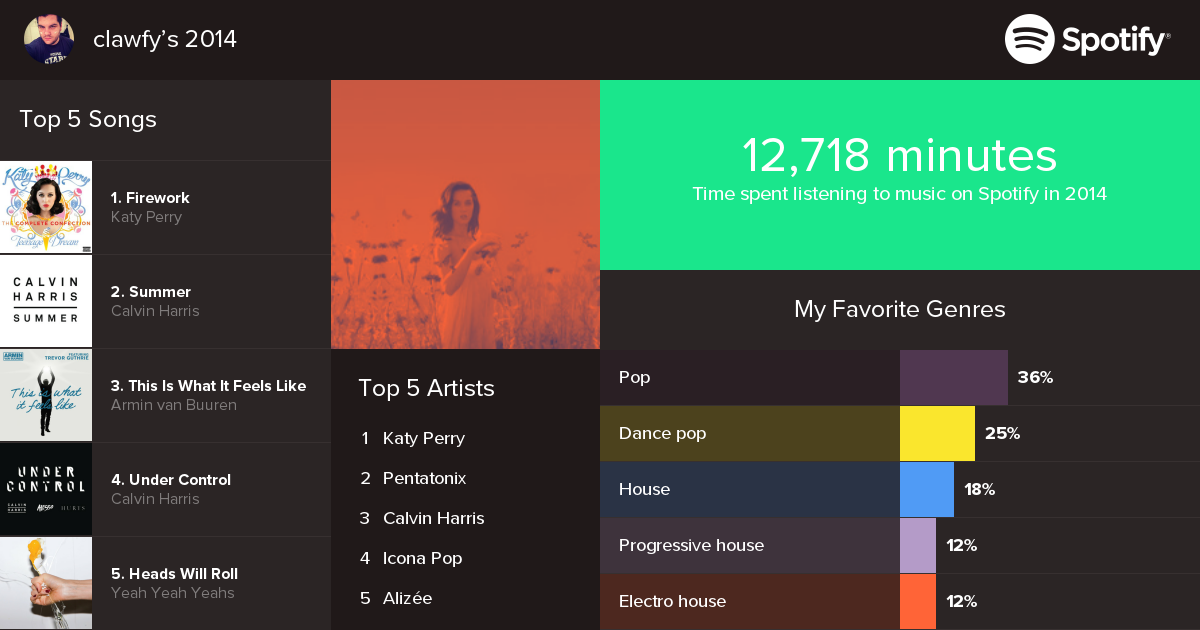 clawfy's 2014
Spotify®
Top 5 Songs
Katy Perry
THE COMPLETE CONFECTION
Teenage Dream
1. Firework
Katy Perry
CALVIN
HARRIS
SUMMER
2. Summer
Calvin Harris
ARMIN
FEATURING
TREVOR GUTHRIE
This is what
it feels like
3. This Is What It Feels Like
Armin van Buuren
UNDER
CONTROL
CALVIN
HARRIS
ALESSO
HURTS
4. Under Control
Calvin Harris
5. Heads Will Roll
Yeah Yeah Yeahs
Top 5 Artists
1 Katy Perry
2 Pentatonix
3 Calvin Harris
4 Icona Pop
5 Alizée
12,718 minutes
Time spent listening to music on Spotify in 2014
My Favorite Genres
Pop 36%
Dance pop 25%
House 18%
Progressive house 12%
Electro house 12%